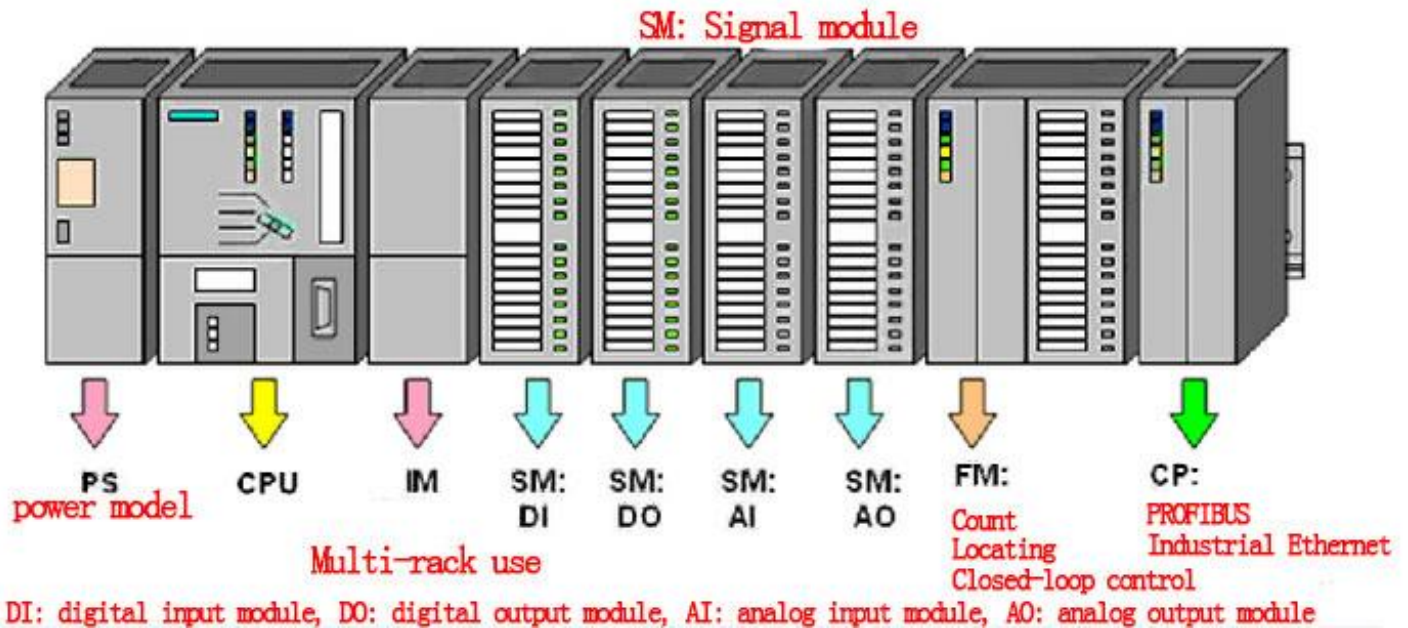 SM: Signal module
PS
power model
CPU
IM
Multi-rack use
SM:
DI
SM:
DO
SM:
AI
SM:
AO
FM:
Count
Locating
Closed-loop control
CP:
PROFIBUS
Industrial Ethernet
DI: digital input module, DO: digital output module, AI: analog input module, AO: analog output module